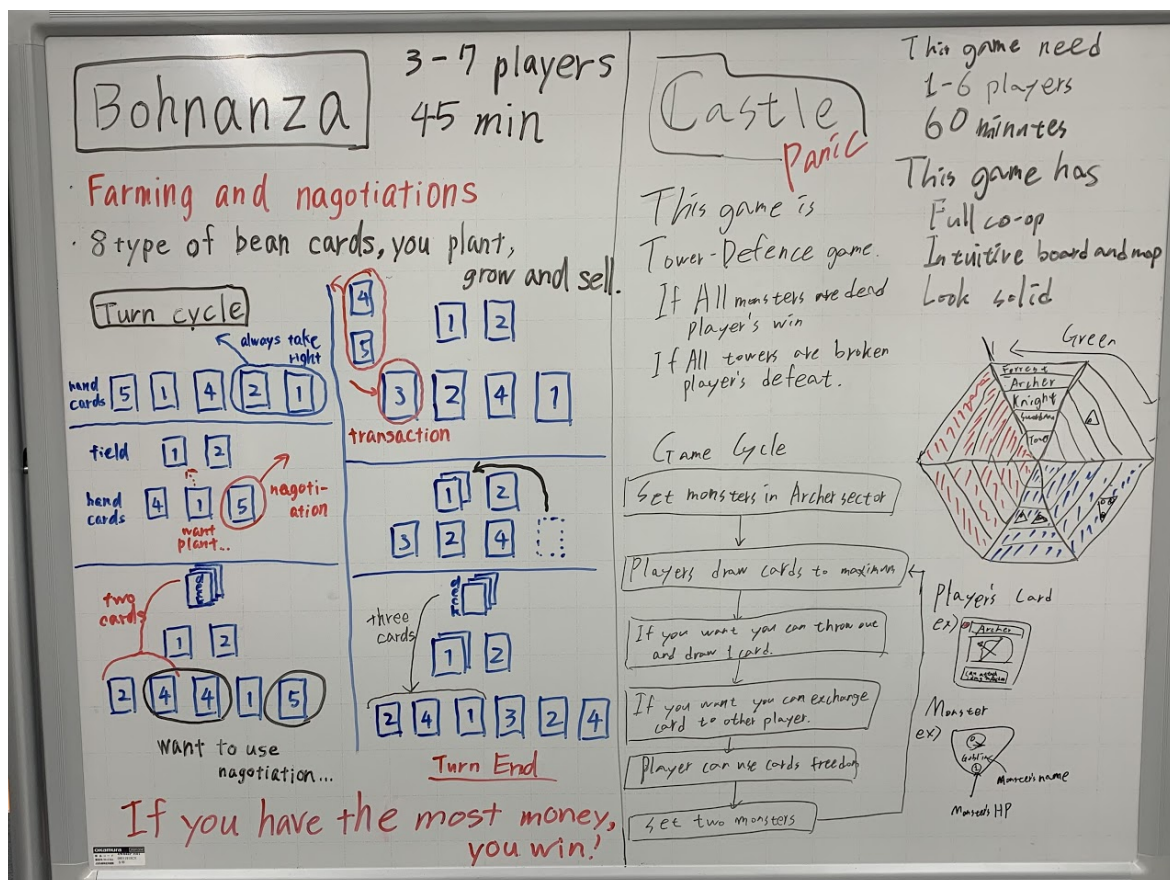 Bohnanza
3-7 players
45 min
・Farming and nagotiations
・8 type of bean cards, you plant,
grow and sell.
Turn cycle
always take
right
hand
cards
5 1 4 2 1
field
1 2
hand
cards
4 1 5
want
plant...
nagoti-
ation
two
cards
deck
1 2
2 4 4 1 5
want to use
nagotiation...
4
5
1 2
3 2 4 1
transaction
1 2
3 2 4
three
cards
deck
1 2
2 4 1 3 2 4
Turn End
If you have the most money,
you win!
okamura
Castle
Panic
This game is
Tower-Defence game.
If All monsters are dead
player's win
If All towers are broken
player's defeat.
This game need
1-6 players
60 minutes
This game has
Full co-op
Intuitive board and map
Look solid
Green
Forrest
Archer
Knight
Tower
Game Cycle
Set monsters in Archer sector
Players draw cards to maximum
If you want you can throw one
and draw 1 card.
If you want you can exchange
card to other player.
Player can use cards freedom
Set two monsters
Player's Card
ex)
Archer
Monster
ex)
Goblin
1
Monster's name
Monster's HP